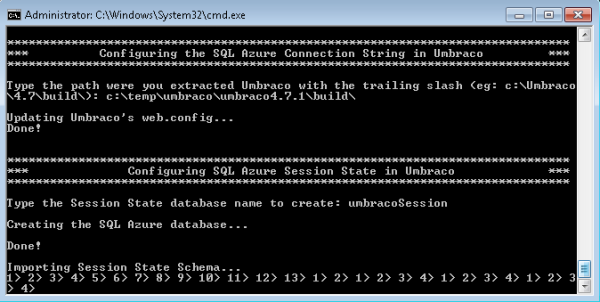 Administrator: C:\Windows\System32\cmd.exe
*******************************************************************************
***          Configuring the SQL Azure Connection String in Umbraco          ***
*******************************************************************************
Type the path were you extracted Umbraco with the trailing slash (eg: c:\Umbraco
\4.7\build\): c:\temp\umbraco\umbraco4.7.1\build\
Updating Umbraco's web.config...
Done!
*******************************************************************************
***              Configuring SQL Azure Session State in Umbraco             ***
*******************************************************************************
Type the Session State database name to create: umbracoSession
Creating the SQL Azure database...
Done!
Importing Session State Schema...
1> 2> 3> 4> 5> 6> 7> 8> 9> 10> 11> 12> 13> 1> 2> 1> 2> 3> 4> 1> 2> 3> 4> 1> 2> 3
> 4>